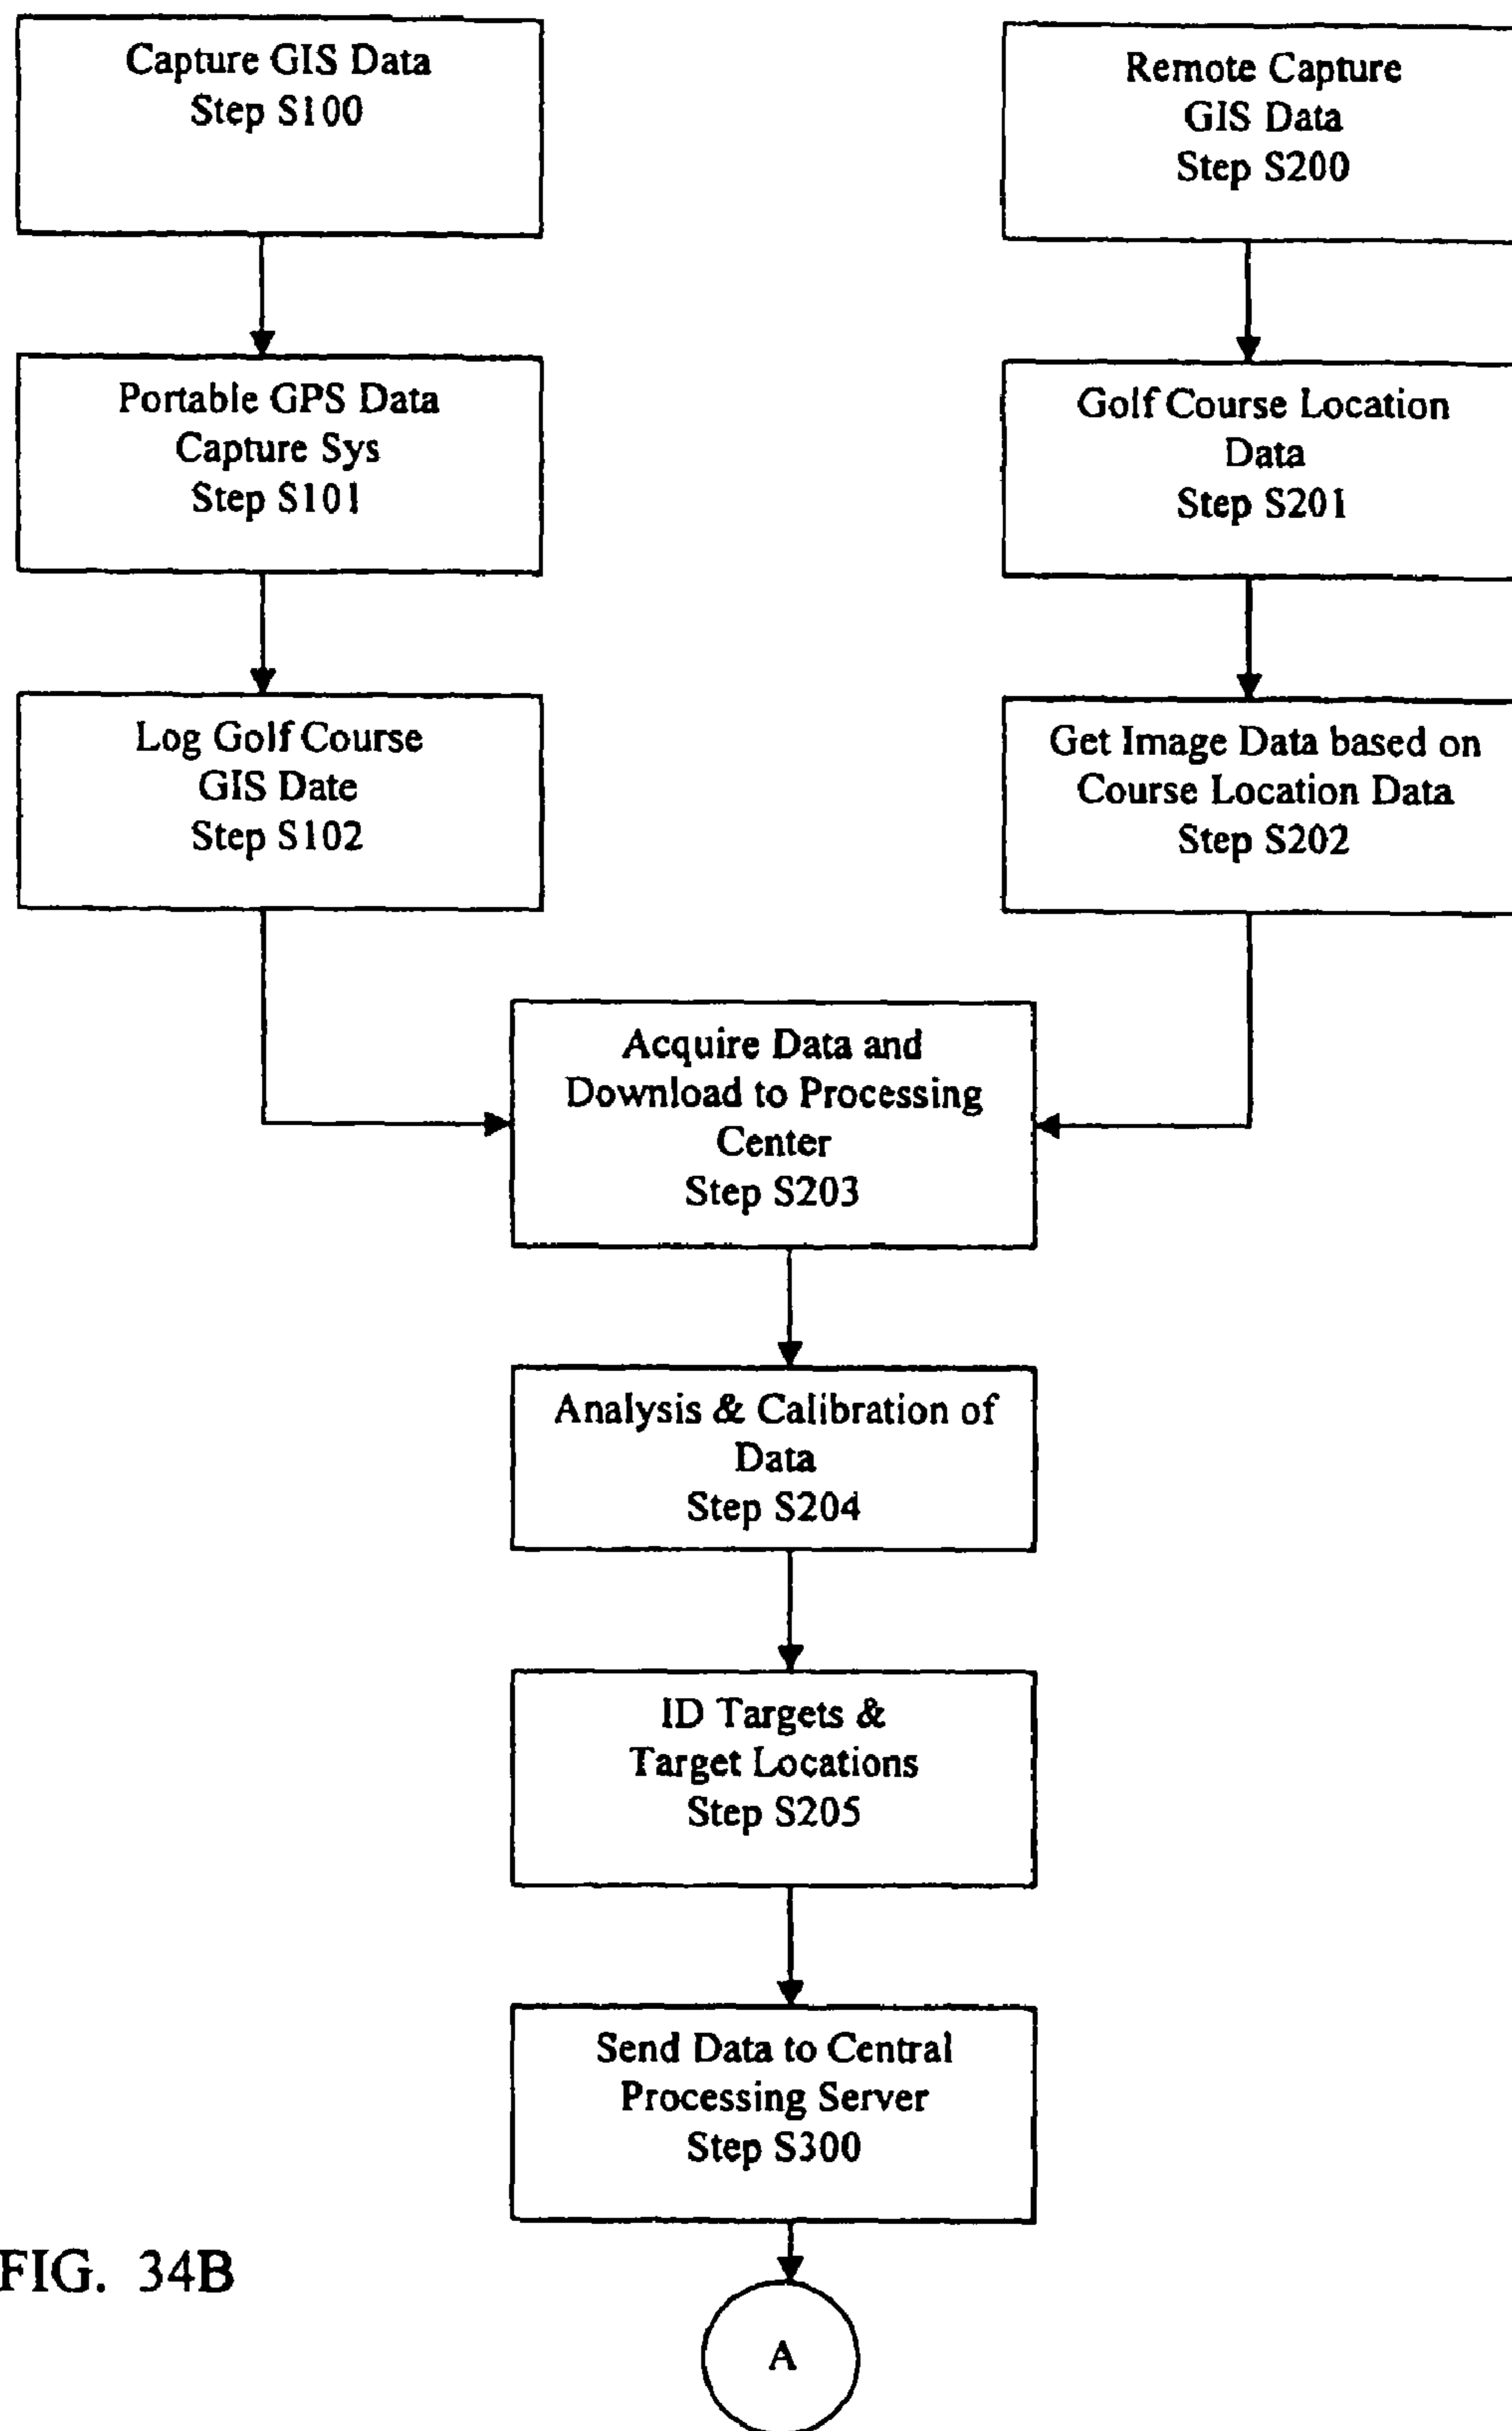 Capture GIS Data
Step S100
Remote Capture
GIS Data
Step S200
Portable GPS Data
Capture Sys
Step S101
Golf Course Location
Data
Step S201
Log Golf Course
GIS Date
Step S102
Get Image Data based on
Course Location Data
Step S202
Acquire Data and
Download to Processing
Center
Step S203
Analysis & Calibration of
Data
Step S204
ID Targets &
Target Locations
Step S205
Send Data to Central
Processing Server
Step S300
FIG. 34B
A